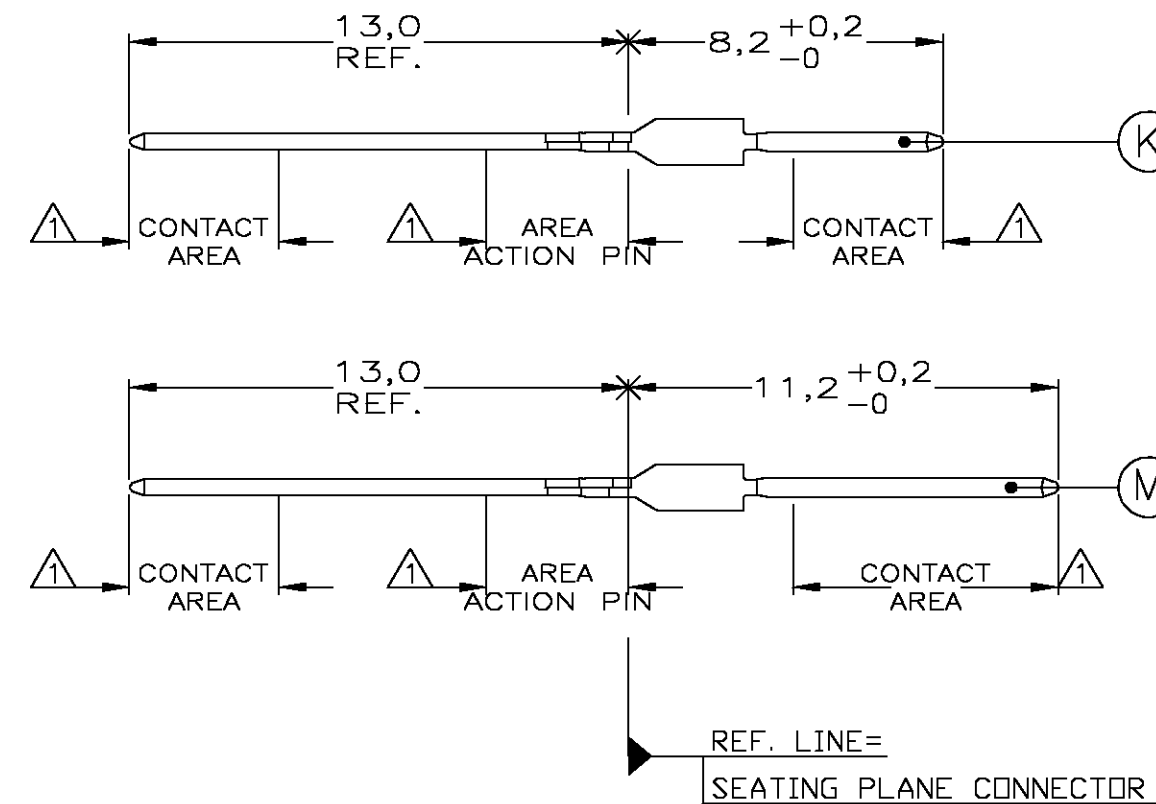 13,0
REF.
8,2 +0,2
-0
K
1 CONTACT
AREA
1 AREA
ACTION PIN
CONTACT 1
AREA
13,0
REF.
11,2 +0,2
-0
M
1 CONTACT
AREA
1 AREA
ACTION PIN
CONTACT 1
AREA
REF. LINE=
SEATING PLANE CONNECTOR